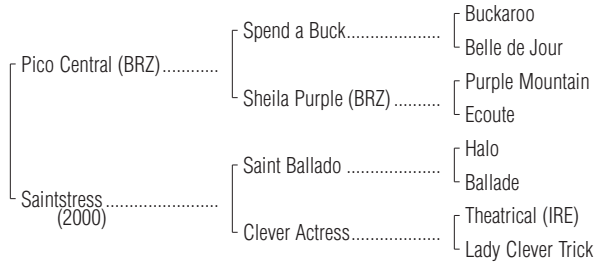 Buckaroo
Spend a Buck....................
Belle de Jour
Pico Central (BRZ)............
Purple Mountain
Sheila Purple (BRZ) ..........
Ecoute
Halo
Saint Ballado ....................
Ballade
Saintstress ........................
(2000)
Theatrical (IRE)
Clever Actress...................
Lady Clever Trick